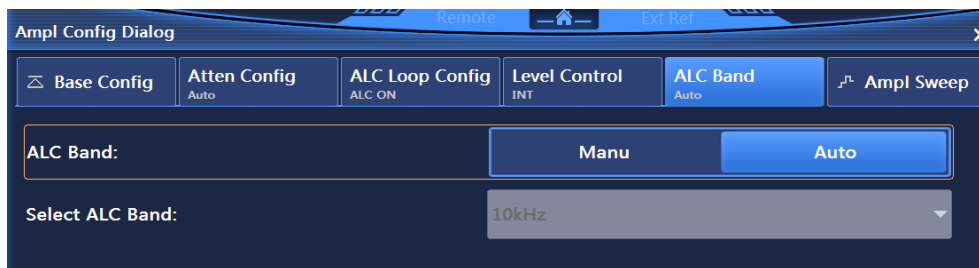 Remote Ext Ref
Ampl Config Dialog
Base Config Atten Config ALC Loop Config Level Control ALC Band Ampl Sweep
Auto ALC ON INT Auto
ALC Band: Manu Auto
Select ALC Band: 10kHz